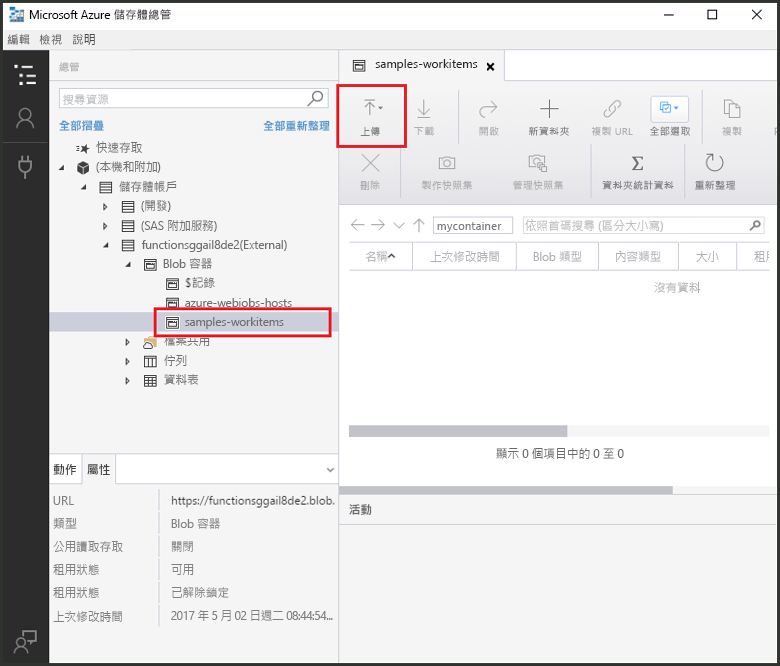 Microsoft Azure 儲存體總管
編輯 檢視 說明
總管
搜尋資源
全部摺疊 全部重新整理
快速存取
(本機和附加)
儲存體帳戶
(開發)
(SAS 附加服務)
functionsggail8de2(External)
Blob 容器
$記錄
azure-webjobs-hosts
samples-workitems
檔案共用
佇列
資料表
動作 屬性
URL https://functionsggail8de2.blob.
類型 Blob 容器
公用讀取存取 關閉
租用狀態 可用
租用狀態 已解除鎖定
上次修改時間 2017 年 5 月 02 日週二 08:44:54...
samples-workitems
上傳 下載 開啟 新資料夾 複製 URL 全部選取 複製
刪除 製作快照集 管理快照集 資料夾統計資料 重新整理
mycontainer 依照首碼搜尋 (區分大小寫)
名稱 上次修改時間 Blob 類型 內容類型 大小 租用
沒有資料
顯示 0 個項目中的 0 至 0
活動